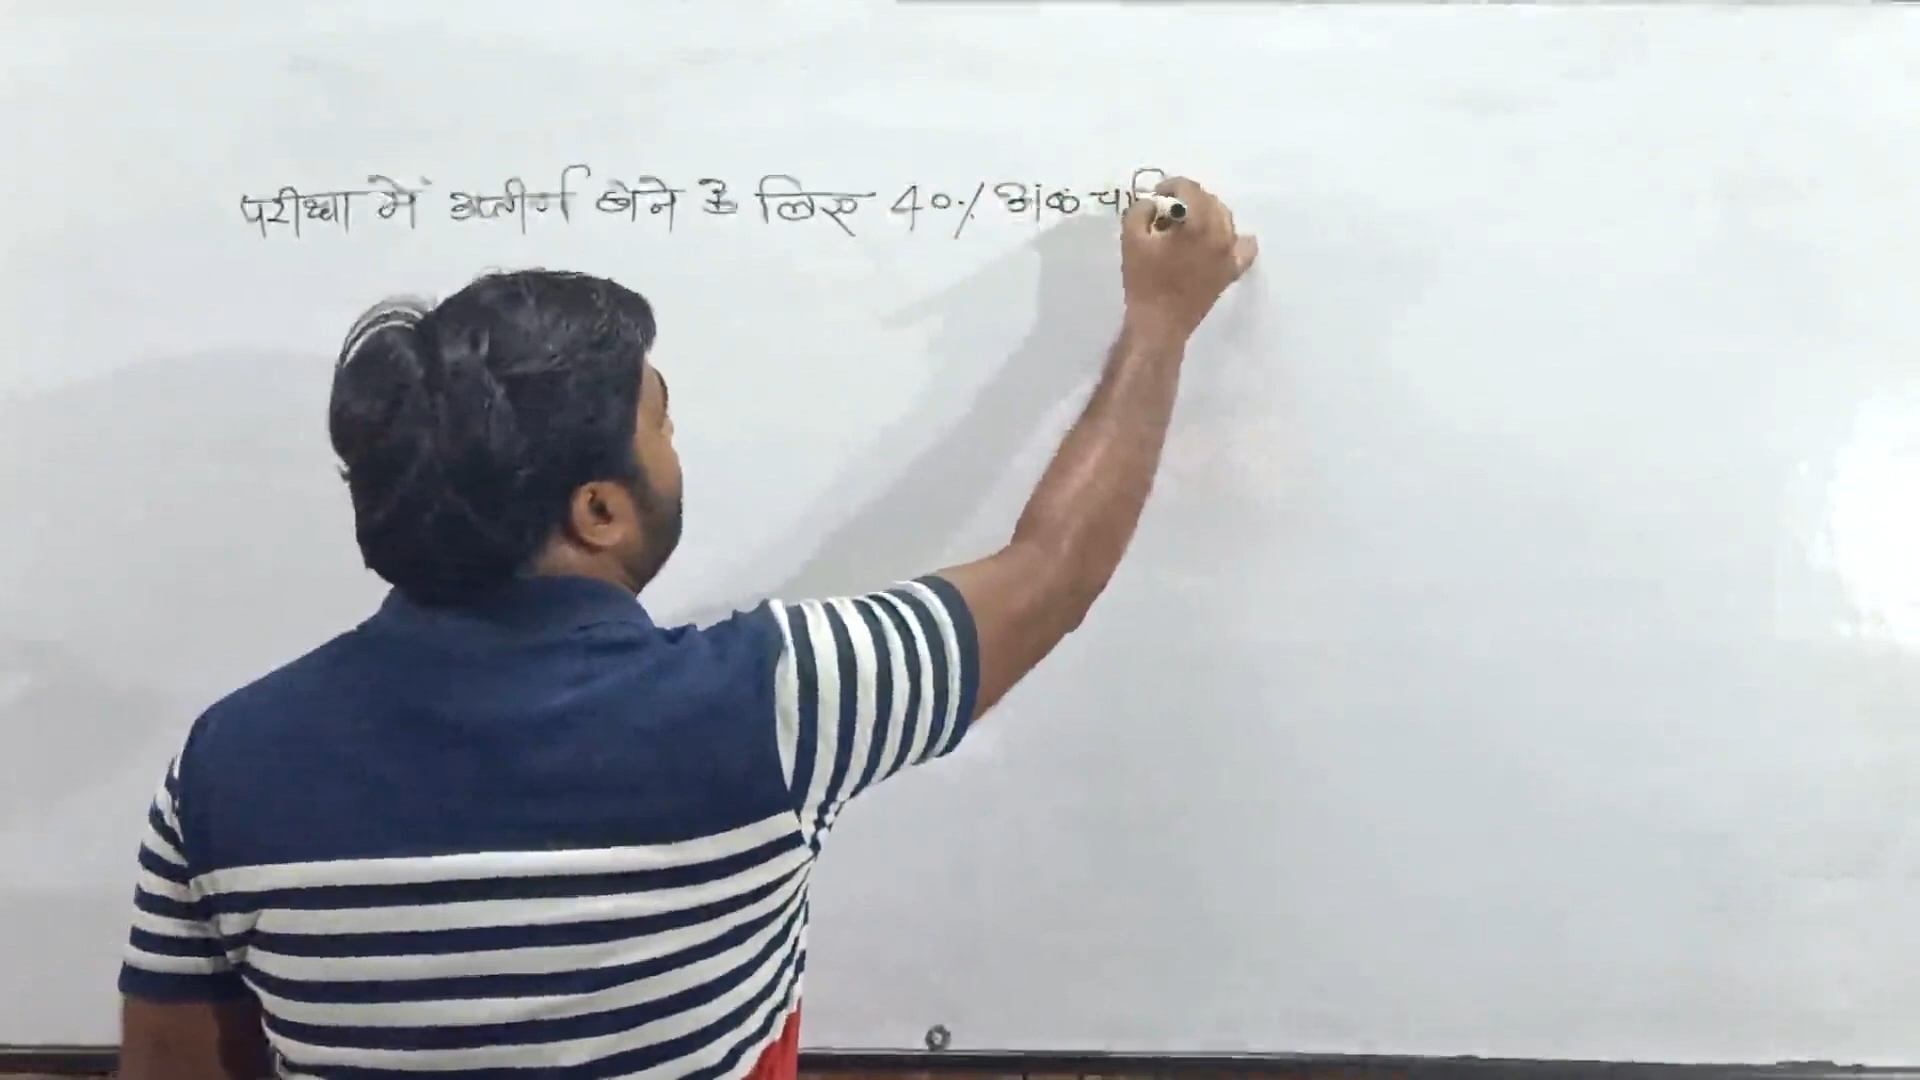 परीक्षा में उत्तीर्ण होने के लिए 40% अंक चाहि